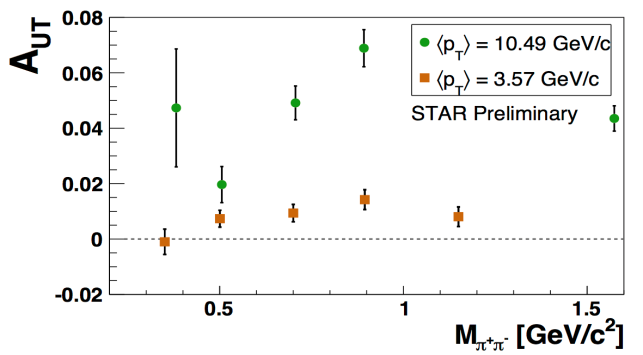 A_UT
0.08
0.06
0.04
0.02
0
-0.02
⟨p_T⟩ = 10.49 GeV/c
⟨p_T⟩ = 3.57 GeV/c
STAR Preliminary
0.5 1 1.5
M_π⁺π⁻ [GeV/c²]